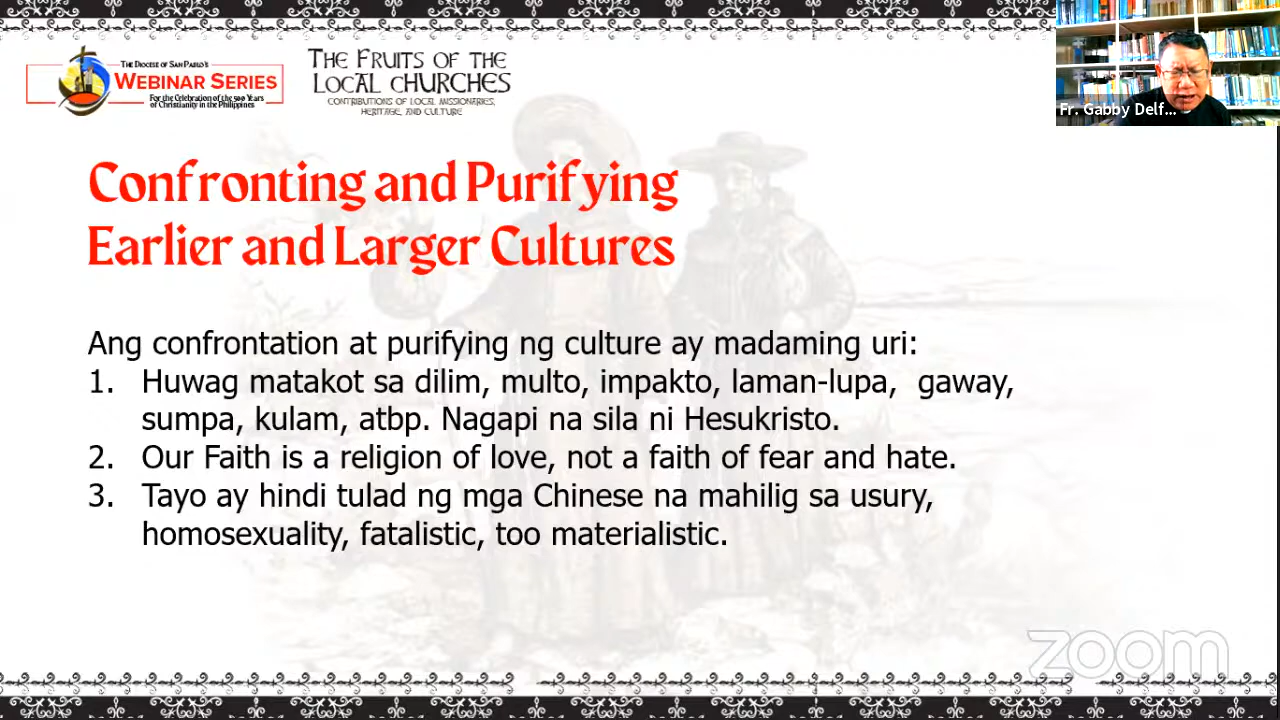 THE DIOCESE OF SAN PABLO'S
WEBINAR SERIES
For the Celebration of the 500 Years
of Christianity in the Philippines
THE FRUITS OF THE
LOCAL CHURCHES
CONTRIBUTIONS OF LOCAL MISSIONARIES,
HERITAGE, AND CULTURE
Fr. Gabby Delf...
Confronting and Purifying
Earlier and Larger Cultures
Ang confrontation at purifying ng culture ay madaming uri:
1. Huwag matakot sa dilim, multo, impakto, laman-lupa, gaway,
sumpa, kulam, atbp. Nagapi na sila ni Hesukristo.
2. Our Faith is a religion of love, not a faith of fear and hate.
3. Tayo ay hindi tulad ng mga Chinese na mahilig sa usury,
homosexuality, fatalistic, too materialistic.
zoom